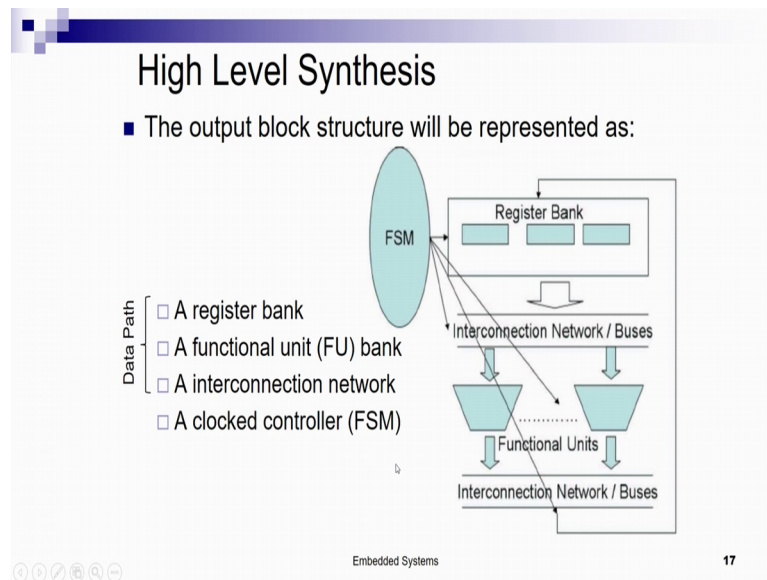 High Level Synthesis
The output block structure will be represented as:
FSM
Register Bank
Interconnection Network / Buses
Functional Units
Interconnection Network / Buses
Data Path
A register bank
A functional unit (FU) bank
A interconnection network
A clocked controller (FSM)
Embedded Systems
17